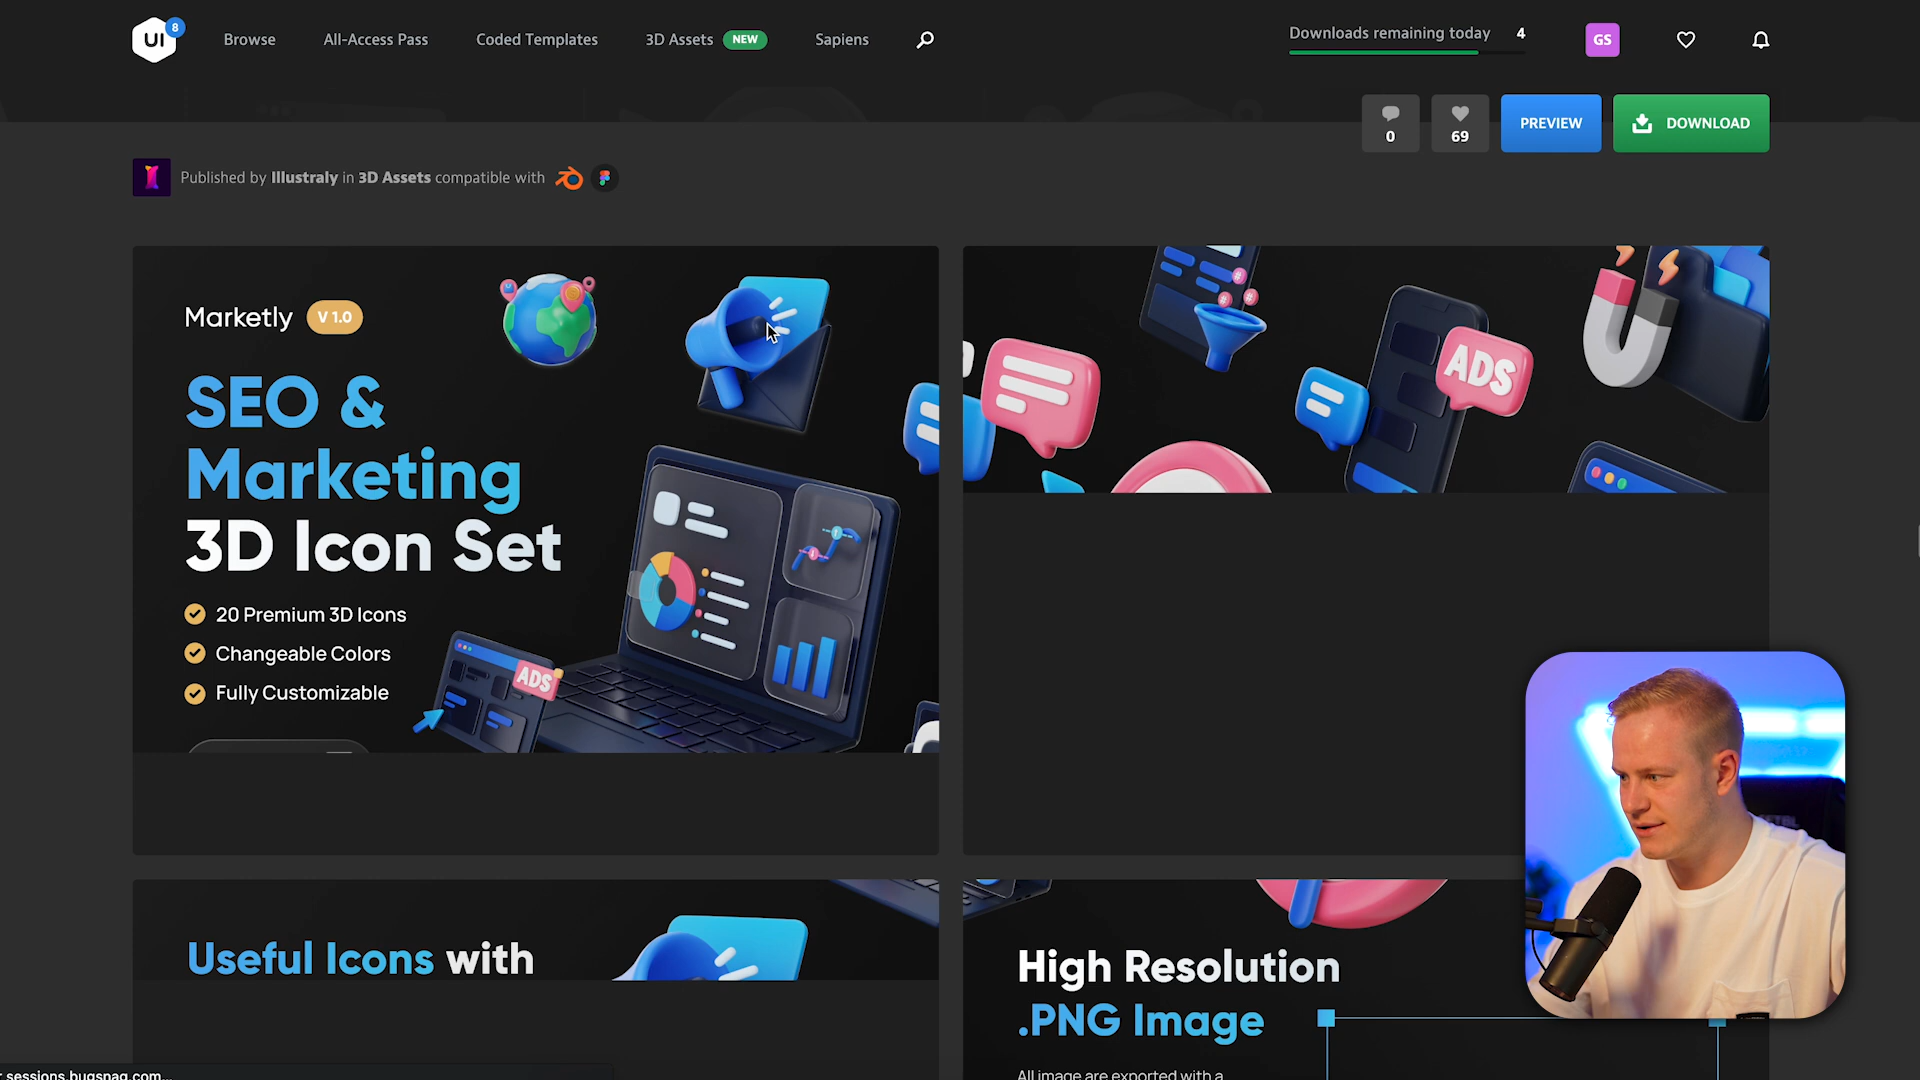 UI 8 Browse All-Access Pass Coded Templates 3D Assets NEW Sapiens Downloads remaining today 4 GS
0 69 PREVIEW DOWNLOAD
Published by Illustraly in 3D Assets compatible with
Marketly V 1.0
SEO &
Marketing
3D Icon Set
20 Premium 3D Icons
Changeable Colors
Fully Customizable
ADS
ADS
Useful Icons with
High Resolution
.PNG Image
All image are exported with a
sessions.bugsnag.com...